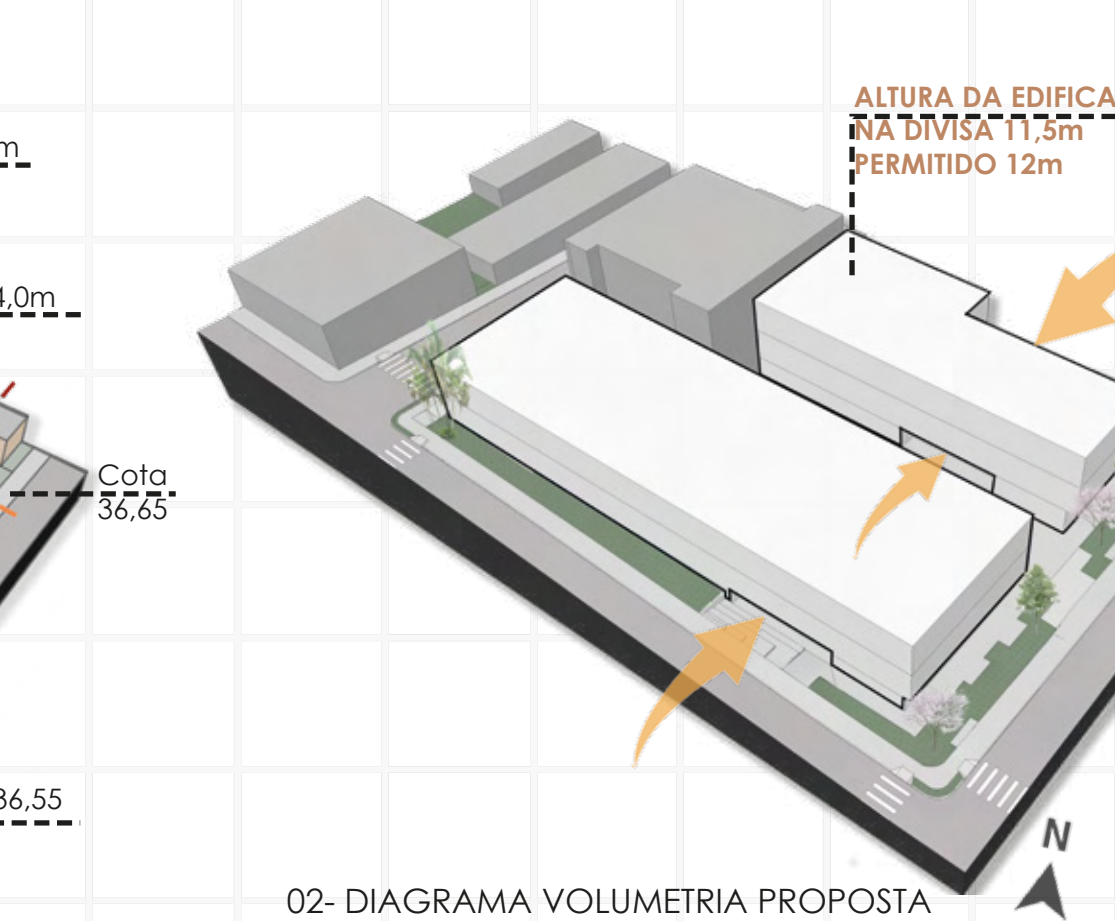 ALTURA DA EDIFICA
NA DIVISA 11,5m
PERMITIDO 12m
m
4,0m
Cota
36,65
36,55
N
02- DIAGRAMA VOLUMETRIA PROPOSTA